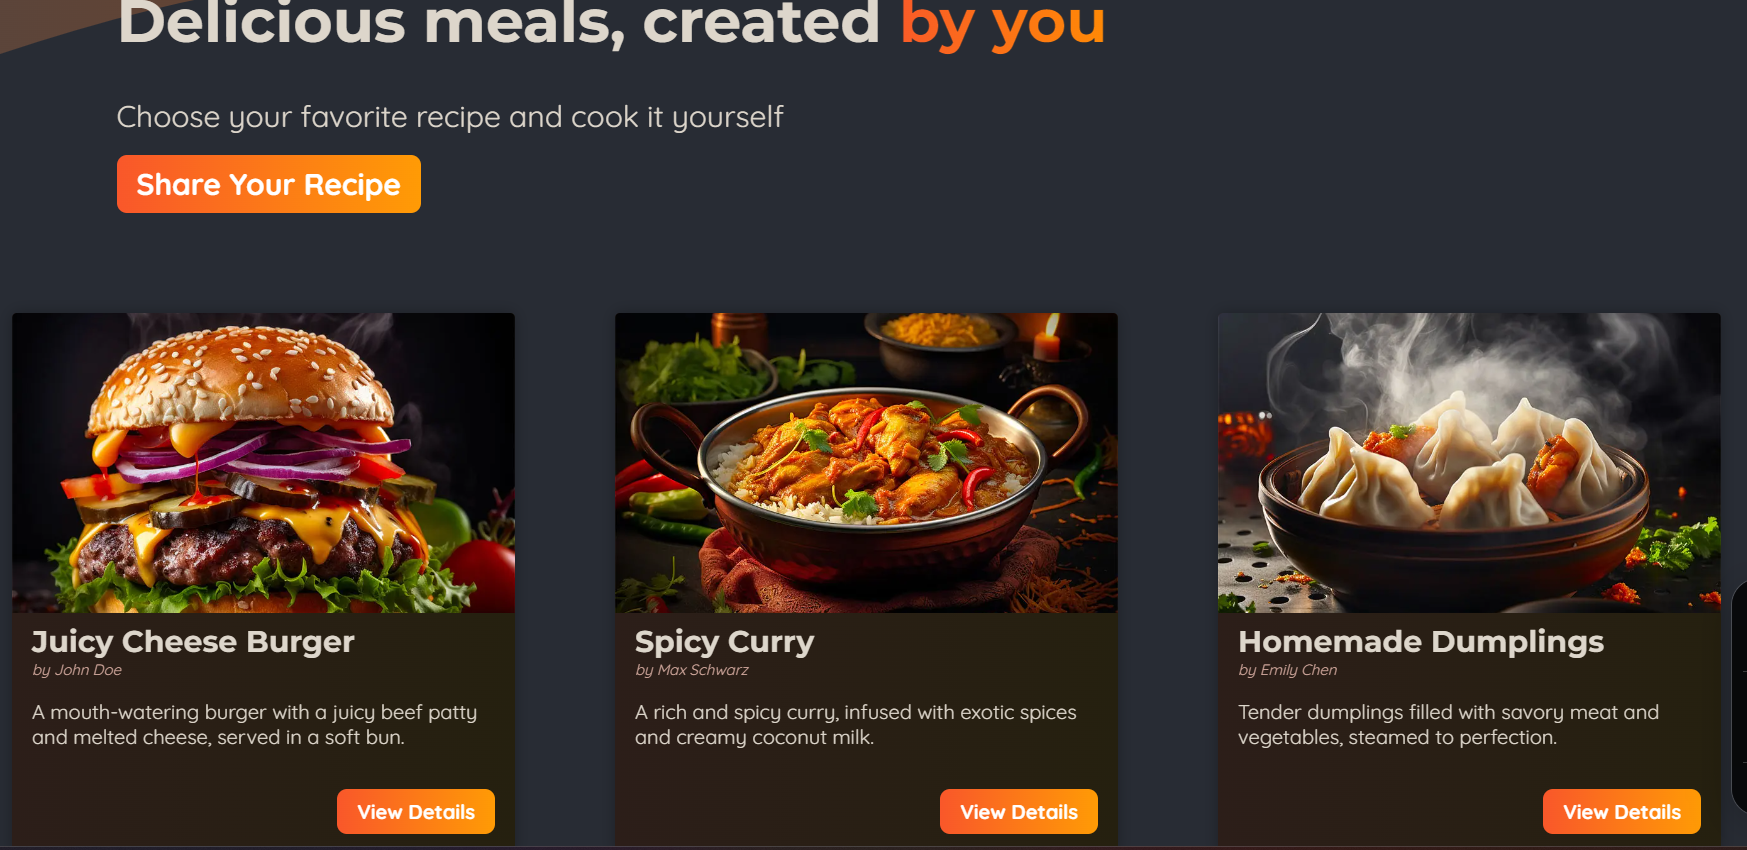 Delicious meals, created by you
Choose your favorite recipe and cook it yourself
Share Your Recipe
Juicy Cheese Burger
by John Doe
A mouth-watering burger with a juicy beef patty
and melted cheese, served in a soft bun.
View Details
Spicy Curry
by Max Schwarz
A rich and spicy curry, infused with exotic spices
and creamy coconut milk.
View Details
Homemade Dumplings
by Emily Chen
Tender dumplings filled with savory meat and
vegetables, steamed to perfection.
View Details